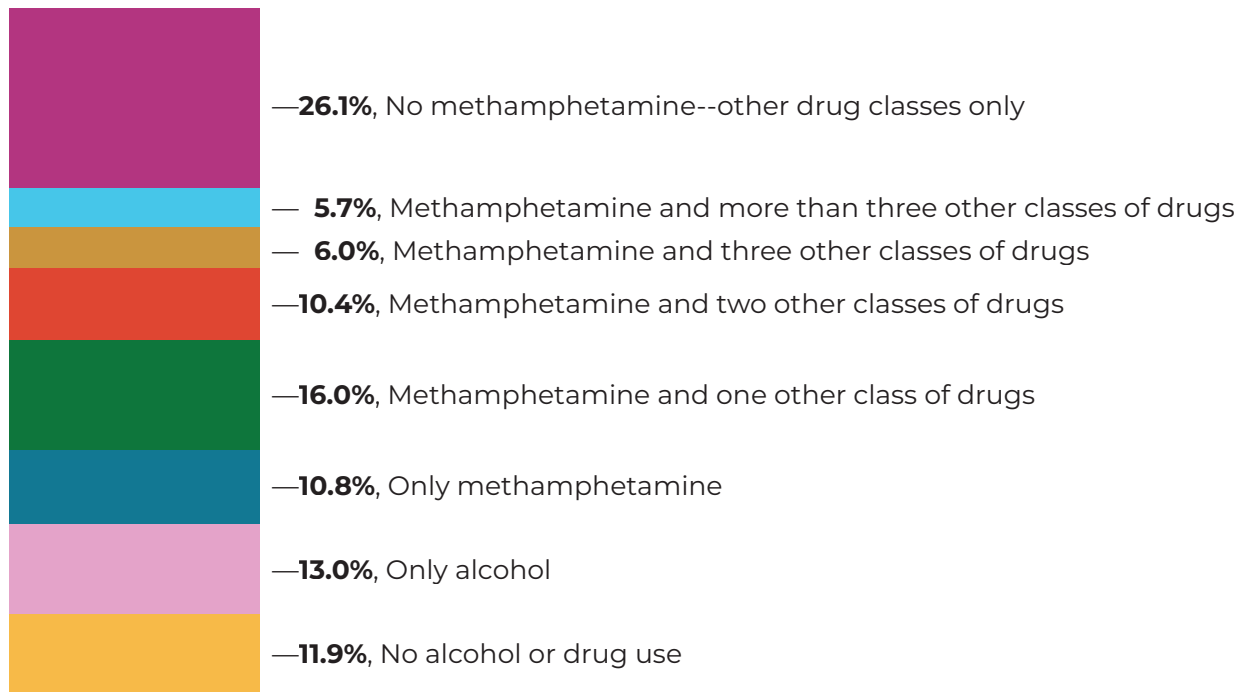 —26.1%, No methamphetamine--other drug classes only
— 5.7%, Methamphetamine and more than three other classes of drugs
— 6.0%, Methamphetamine and three other classes of drugs
—10.4%, Methamphetamine and two other classes of drugs
—16.0%, Methamphetamine and one other class of drugs
—10.8%, Only methamphetamine
—13.0%, Only alcohol
—11.9%, No alcohol or drug use